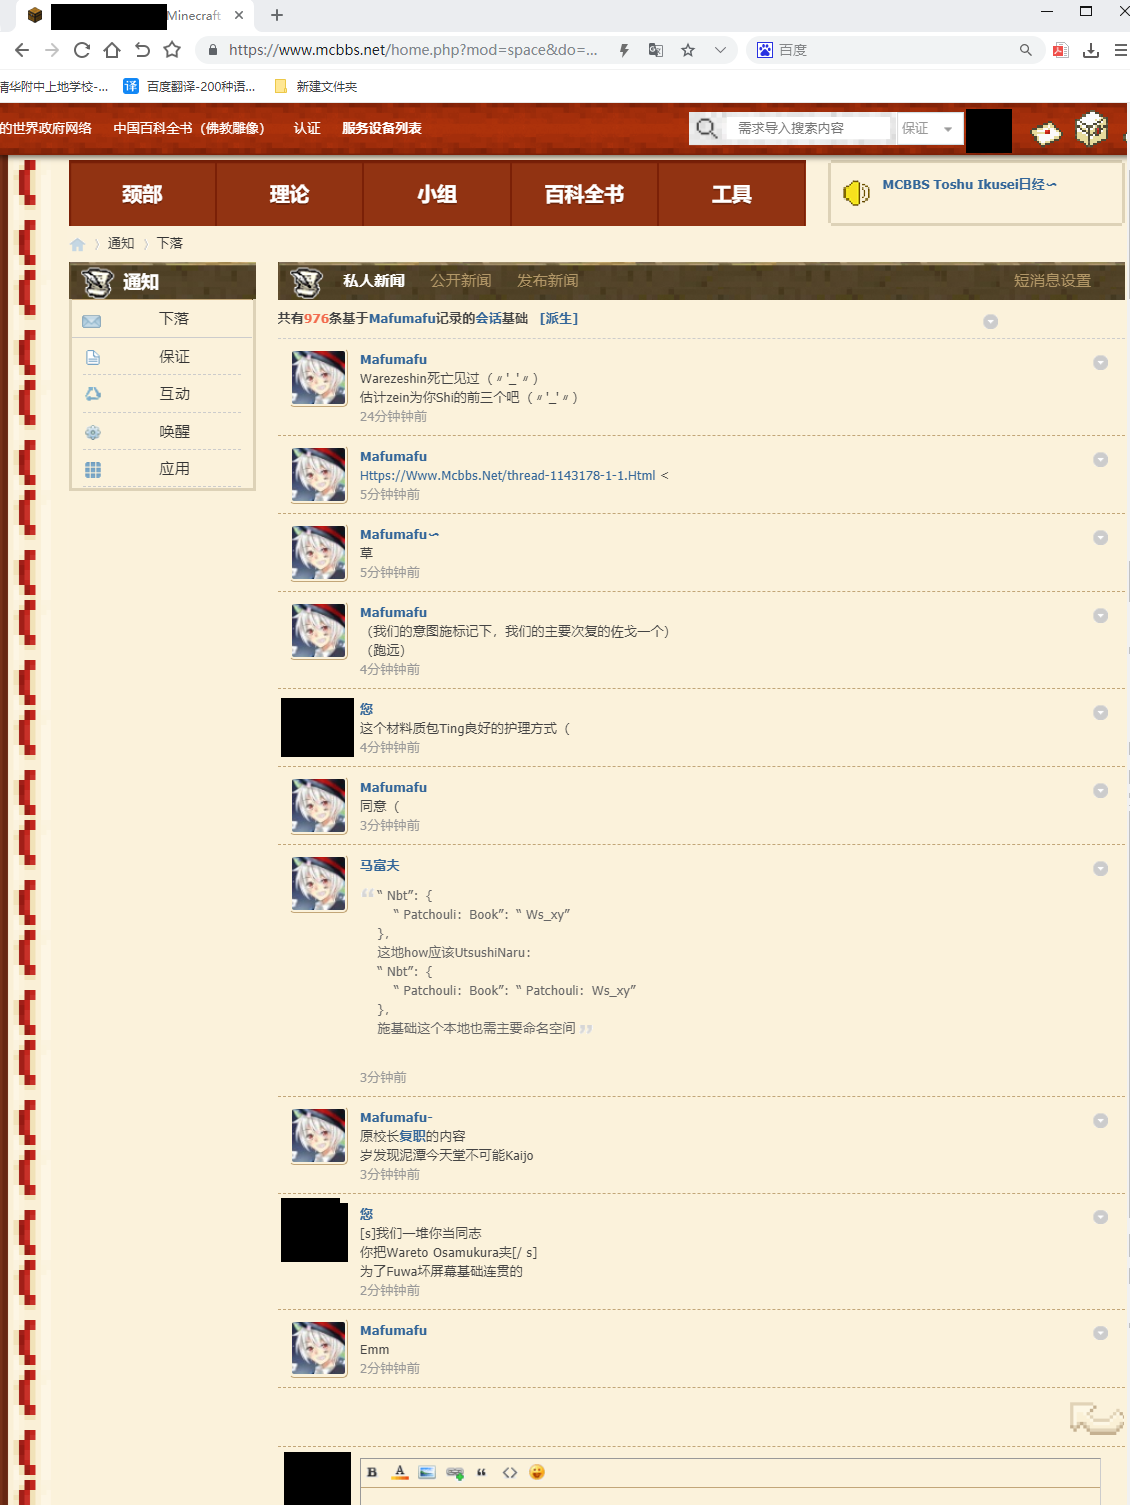 Minecraft
https://www.mcbbs.net/home.php?mod=space&do=...
百度
清华附中上地学校-...
译 百度翻译-200种语...
新建文件夹
的世界政府网络 中国百科全书（佛教雕像） 认证 服务设备列表
需求导入搜索内容 保证
颈部 理论 小组 百科全书 工具
MCBBS Toshu Ikusei日经∽
通知 下落
通知
下落
保证
互动
唤醒
应用
私人新闻 公开新闻 发布新闻 短消息设置
共有976条基于Mafumafu记录的会话基础 [派生]
Mafumafu
Warezeshin死亡见过（〃'_'〃）
估计zein为你Shi的前三个吧（〃'_'〃）
24分钟钟前
Mafumafu
Https://Www.Mcbbs.Net/thread-1143178-1-1.Html <
5分钟钟前
Mafumafu∽
草
5分钟钟前
Mafumafu
（我们的意图施标记下，我们的主要次复的佐戈一个）
（跑远）
4分钟钟前
您
这个材料质包Ting良好的护理方式（
4分钟钟前
Mafumafu
同意（
3分钟钟前
马富夫
“ Nbt”：{
“ Patchouli：Book”：“ Ws_xy”
},
这地how应该UtsushiNaru：
“ Nbt”：{
“ Patchouli：Book”：“ Patchouli：Ws_xy”
},
施基础这个本地也需主要命名空间
3分钟前
Mafumafu-
原校长复职的内容
岁发现泥潭今天堂不可能Kaijo
3分钟钟前
您
[s]我们一堆你当同志
你把Wareto Osamukura夹[/ s]
为了Fuwa坏屏幕基础连贯的
2分钟钟前
Mafumafu
Emm
2分钟钟前
B A